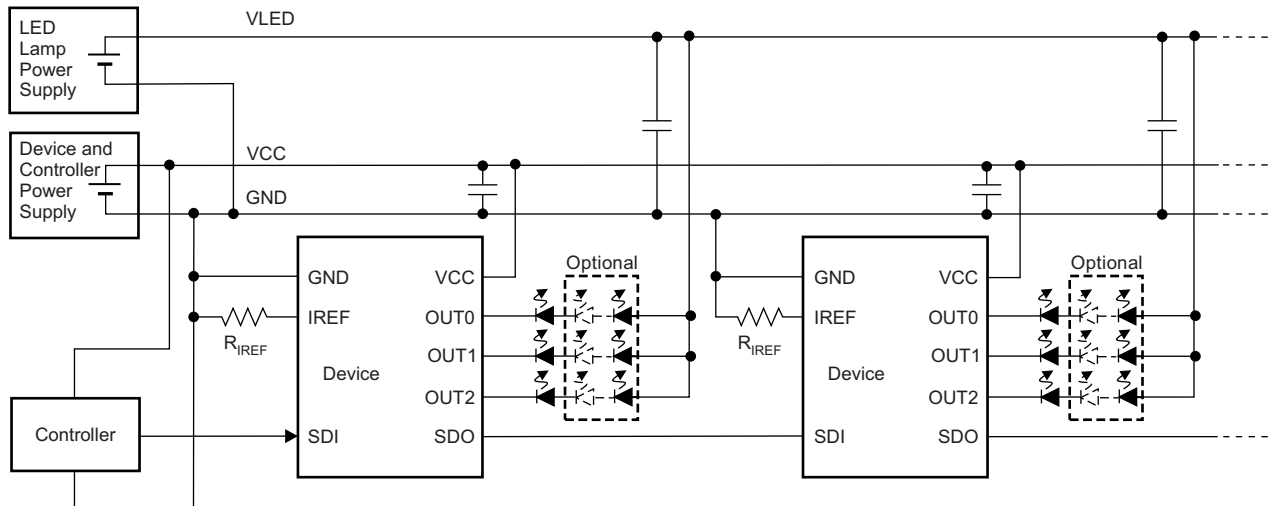 LED
Lamp
Power
Supply
VLED
Device and
Controller
Power
Supply
VCC
GND
GND
VCC
Optional
IREF
OUT0
R_IREF
OUT1
Device
OUT2
SDI
SDO
GND
VCC
Optional
IREF
OUT0
R_IREF
OUT1
Device
OUT2
SDI
SDO
Controller